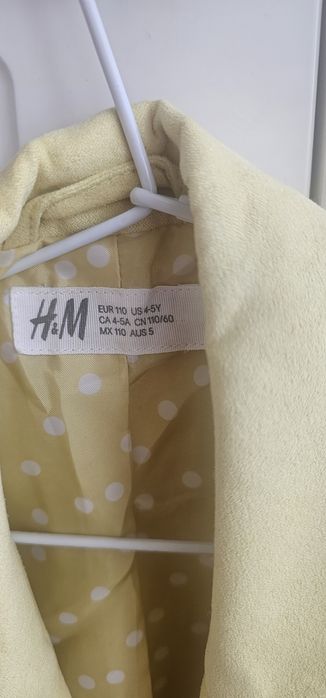 H&M
EUR 110 US 4-5Y
CA 4-5A CN 110/60
MX 110 AUS 5